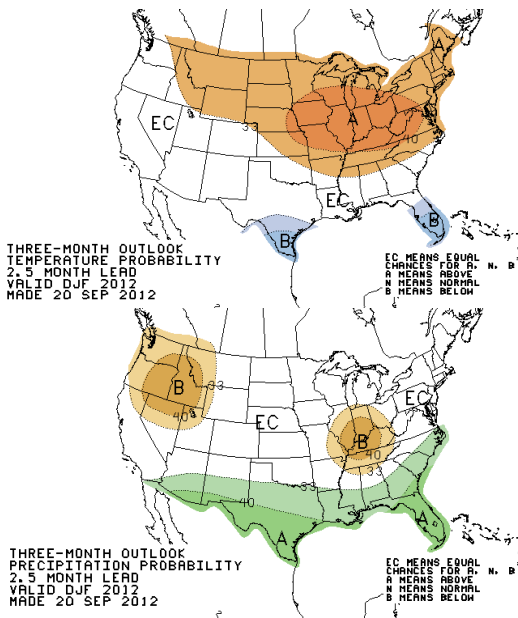 A
EC
A
33
40
EC
B
B
THREE-MONTH OUTLOOK
TEMPERATURE PROBABILITY
2.5 MONTH LEAD
VALID DJF 2012
MADE 20 SEP 2012
EC MEANS EQUAL
CHANCES FOR A, N, B
A MEANS ABOVE
N MEANS NORMAL
B MEANS BELOW
B
33
40
EC
EC
B
40
33
33
40
A
A
THREE-MONTH OUTLOOK
PRECIPITATION PROBABILITY
2.5 MONTH LEAD
VALID DJF 2012
MADE 20 SEP 2012
EC MEANS EQUAL
CHANCES FOR A, N, B
A MEANS ABOVE
N MEANS NORMAL
B MEANS BELOW